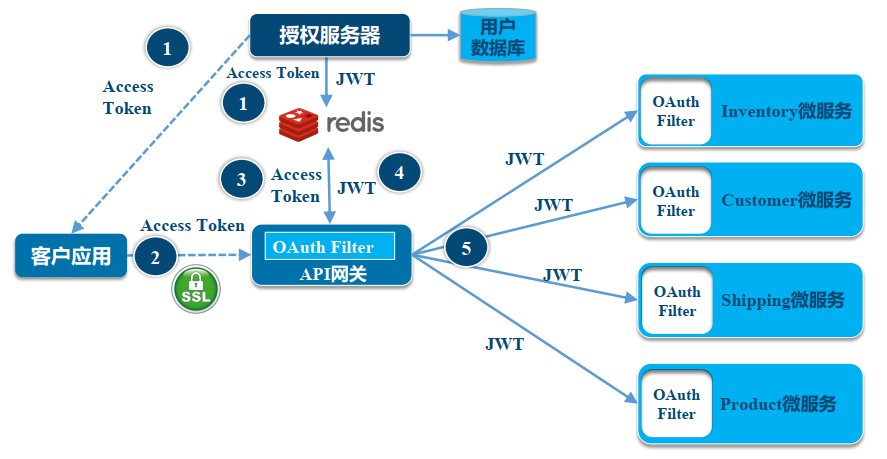 授权服务器
用户
数据库
1
Access
Token
Access Token
JWT
1
redis
3
Access
Token
JWT
4
Access Token
客户应用
2
SSL
OAuth Filter
API网关
5
JWT
JWT
JWT
JWT
OAuth
Filter
Inventory微服务
OAuth
Filter
Customer微服务
OAuth
Filter
Shipping微服务
OAuth
Filter
Product微服务